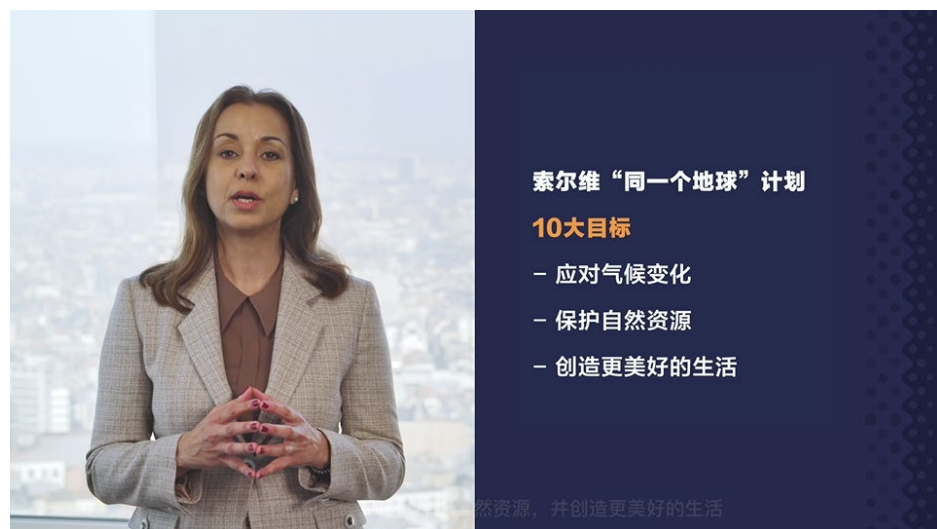 索尔维“同一个地球”计划
10大目标
– 应对气候变化
– 保护自然资源
– 创造更美好的生活
然资源，并创造更美好的生活